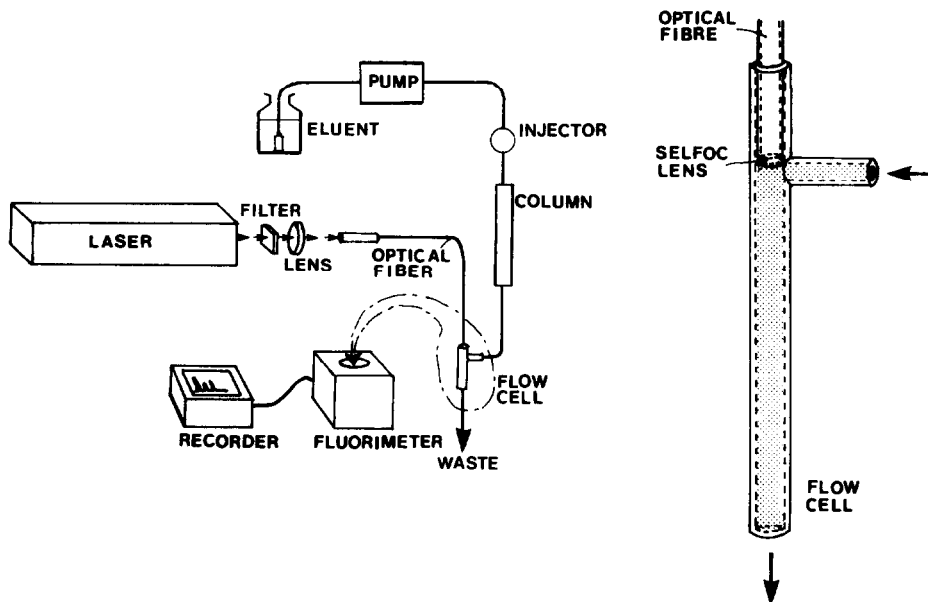 PUMP
ELUENT
INJECTOR
COLUMN
FILTER
LASER
LENS
OPTICAL
FIBER
FLOW
CELL
RECORDER
FLUORIMETER
WASTE
OPTICAL
FIBRE
SELFOC
LENS
FLOW
CELL